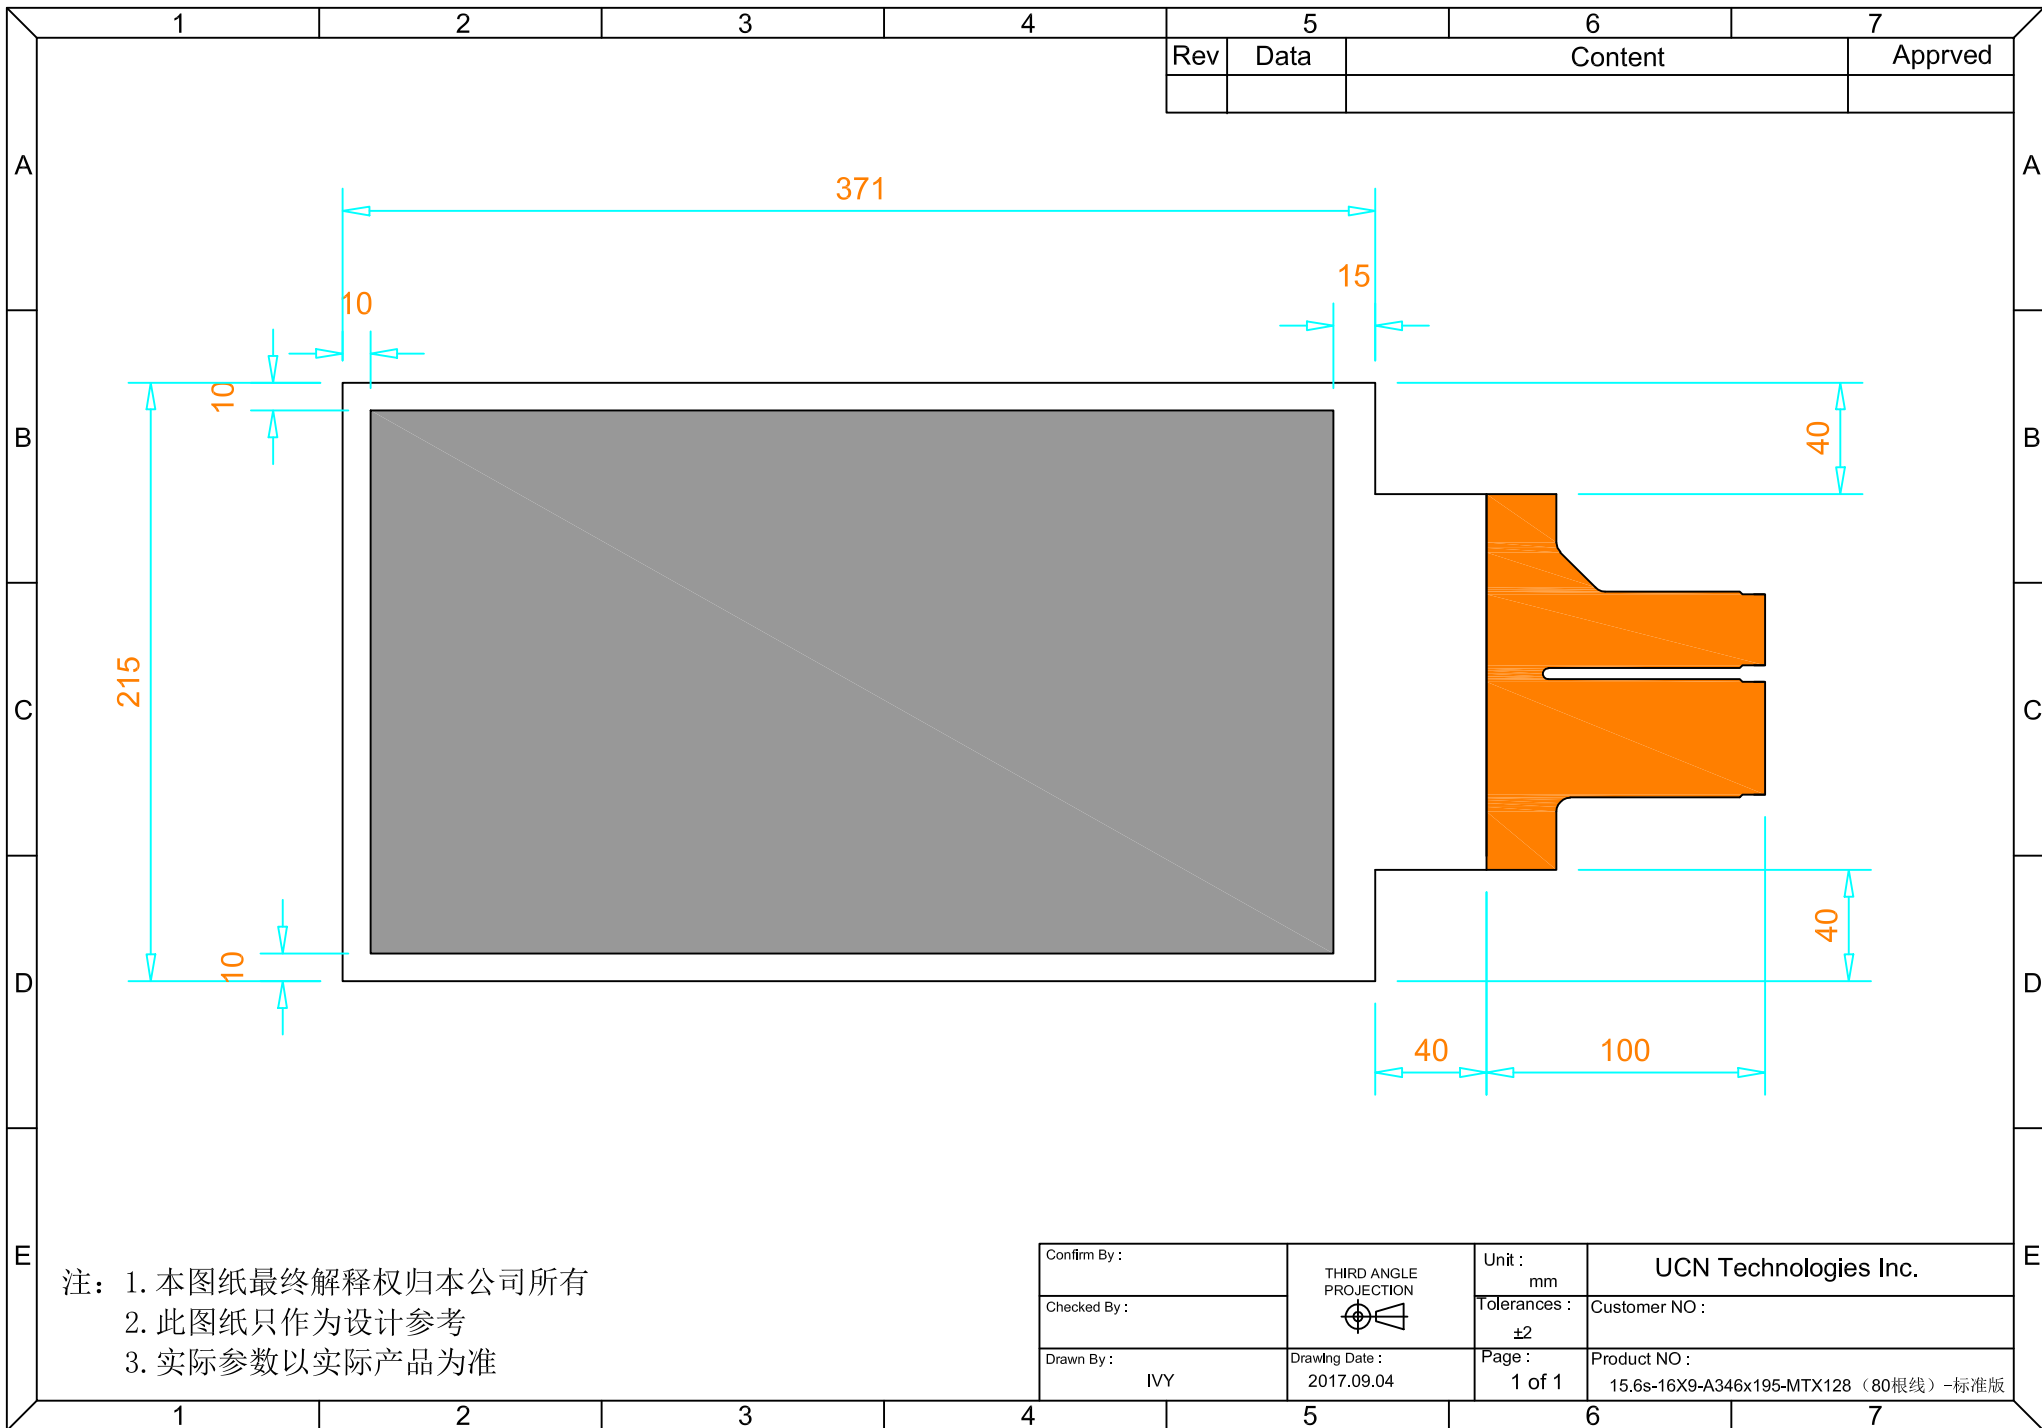 1 2 3 4 5 6 7
Rev Data Content Apprved
A A
371
15
10
10
40
B B
215
C C
10
40
D D
40 100
E E
注：1.本图纸最终解释权归本公司所有
2.此图纸只作为设计参考
3.实际参数以实际产品为准
Confirm By :
THIRD ANGLE
PROJECTION
Unit :
mm
UCN Technologies Inc.
Checked By :
Tolerances :
±2
Customer NO :
Drawn By :
IVY
Drawing Date :
2017.09.04
Page :
1 of 1
Product NO :
15.6s-16X9-A346x195-MTX128（80根线）-标准版
1 2 3 4 5 6 7